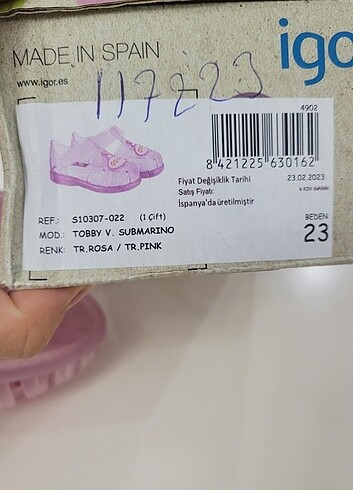 MADE IN SPAIN
igo
www.igor.es
117223
4902
8 421225 630162
Fiyat Değişiklik Tarihi 23.02.2023
Satış Fiyatı: ₺ KDV dahildir.
İspanya'da üretilmiştir
REF.: S10307-022 (1 Çift)
BEDEN
MOD.: TOBBY V. SUBMARINO
23
RENK: TR.ROSA / TR.PINK